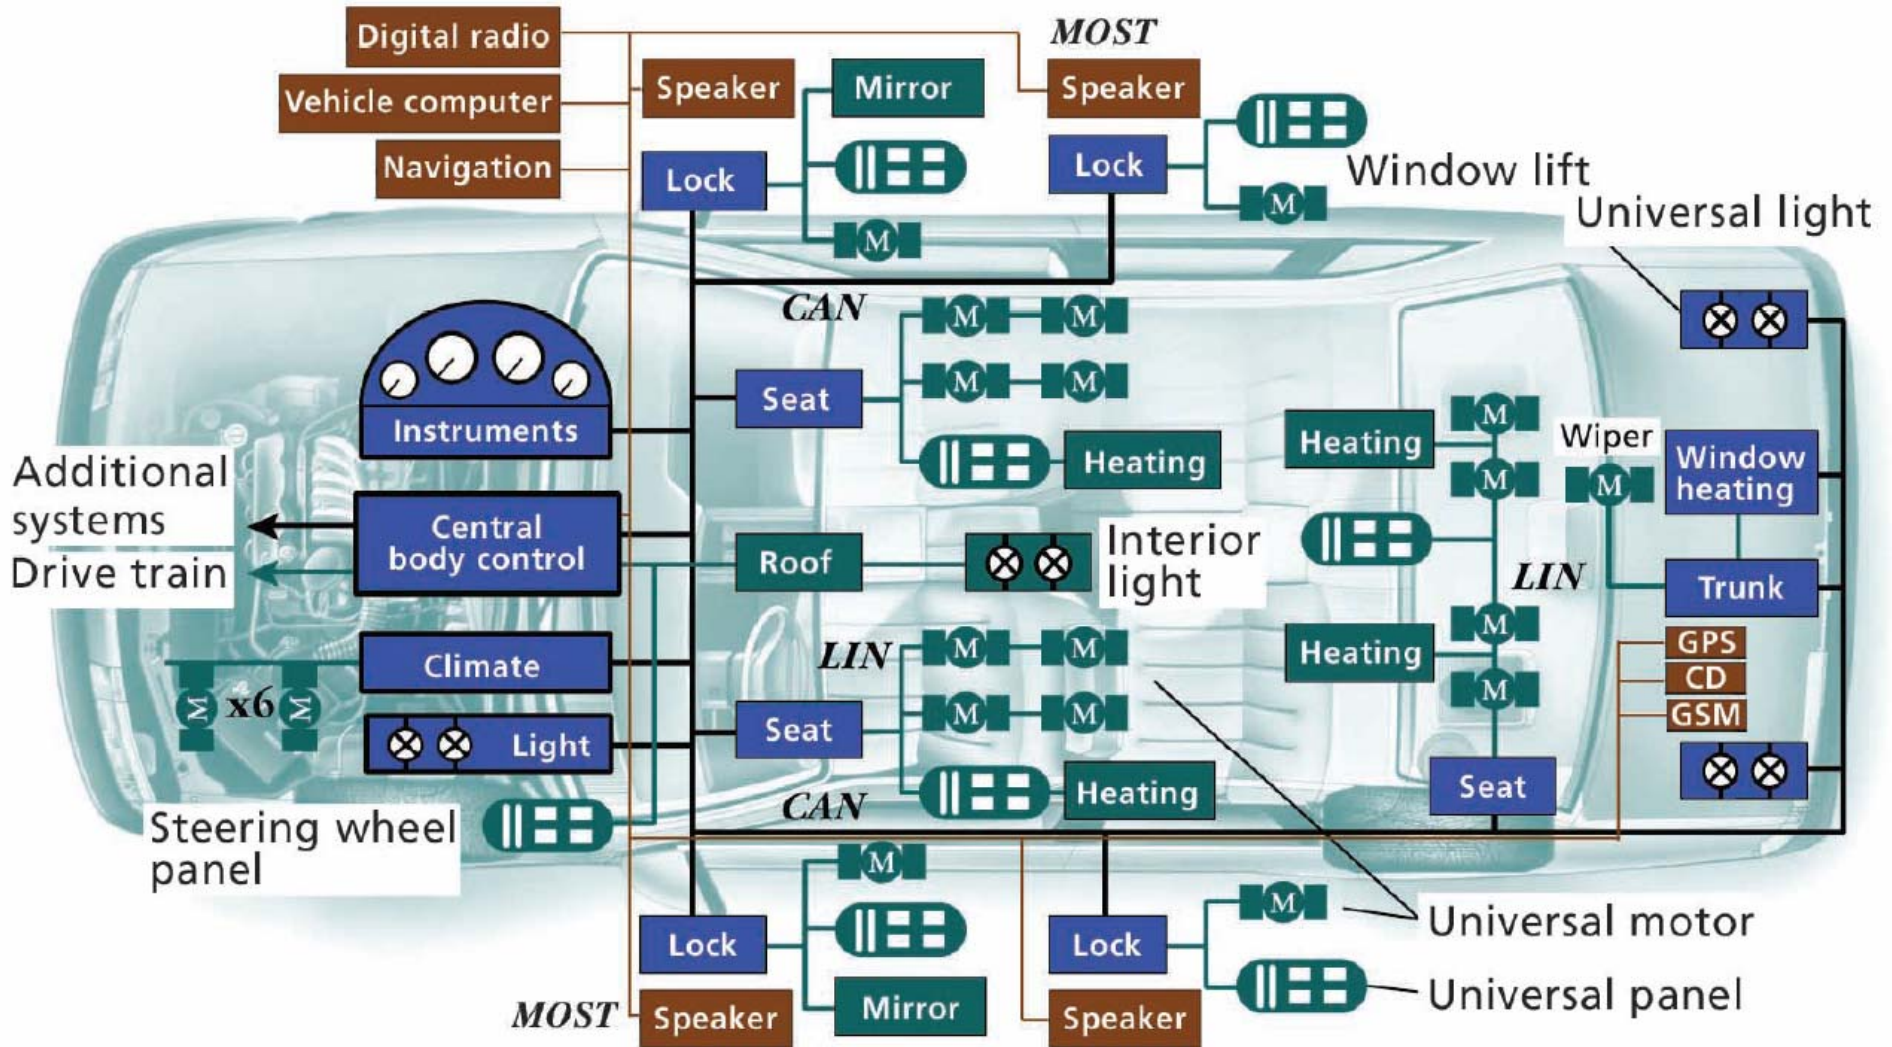 Digital radio
MOST
Vehicle computer
Speaker
Mirror
Speaker
Navigation
Lock
Lock
M
M
Window lift
Universal light
CAN
M
M
Seat
M
M
Instruments
Heating
Heating
M
M
Wiper
M
Window
heating
Additional
systems
Drive train
Central
body control
Roof
Interior
light
LIN
Trunk
Climate
M
x6
M
LIN
M
M
Heating
M
M
GPS
CD
GSM
Light
Seat
M
M
Steering wheel
panel
CAN
Heating
Seat
M
Lock
Lock
M
Universal motor
MOST
Speaker
Mirror
Speaker
Universal panel